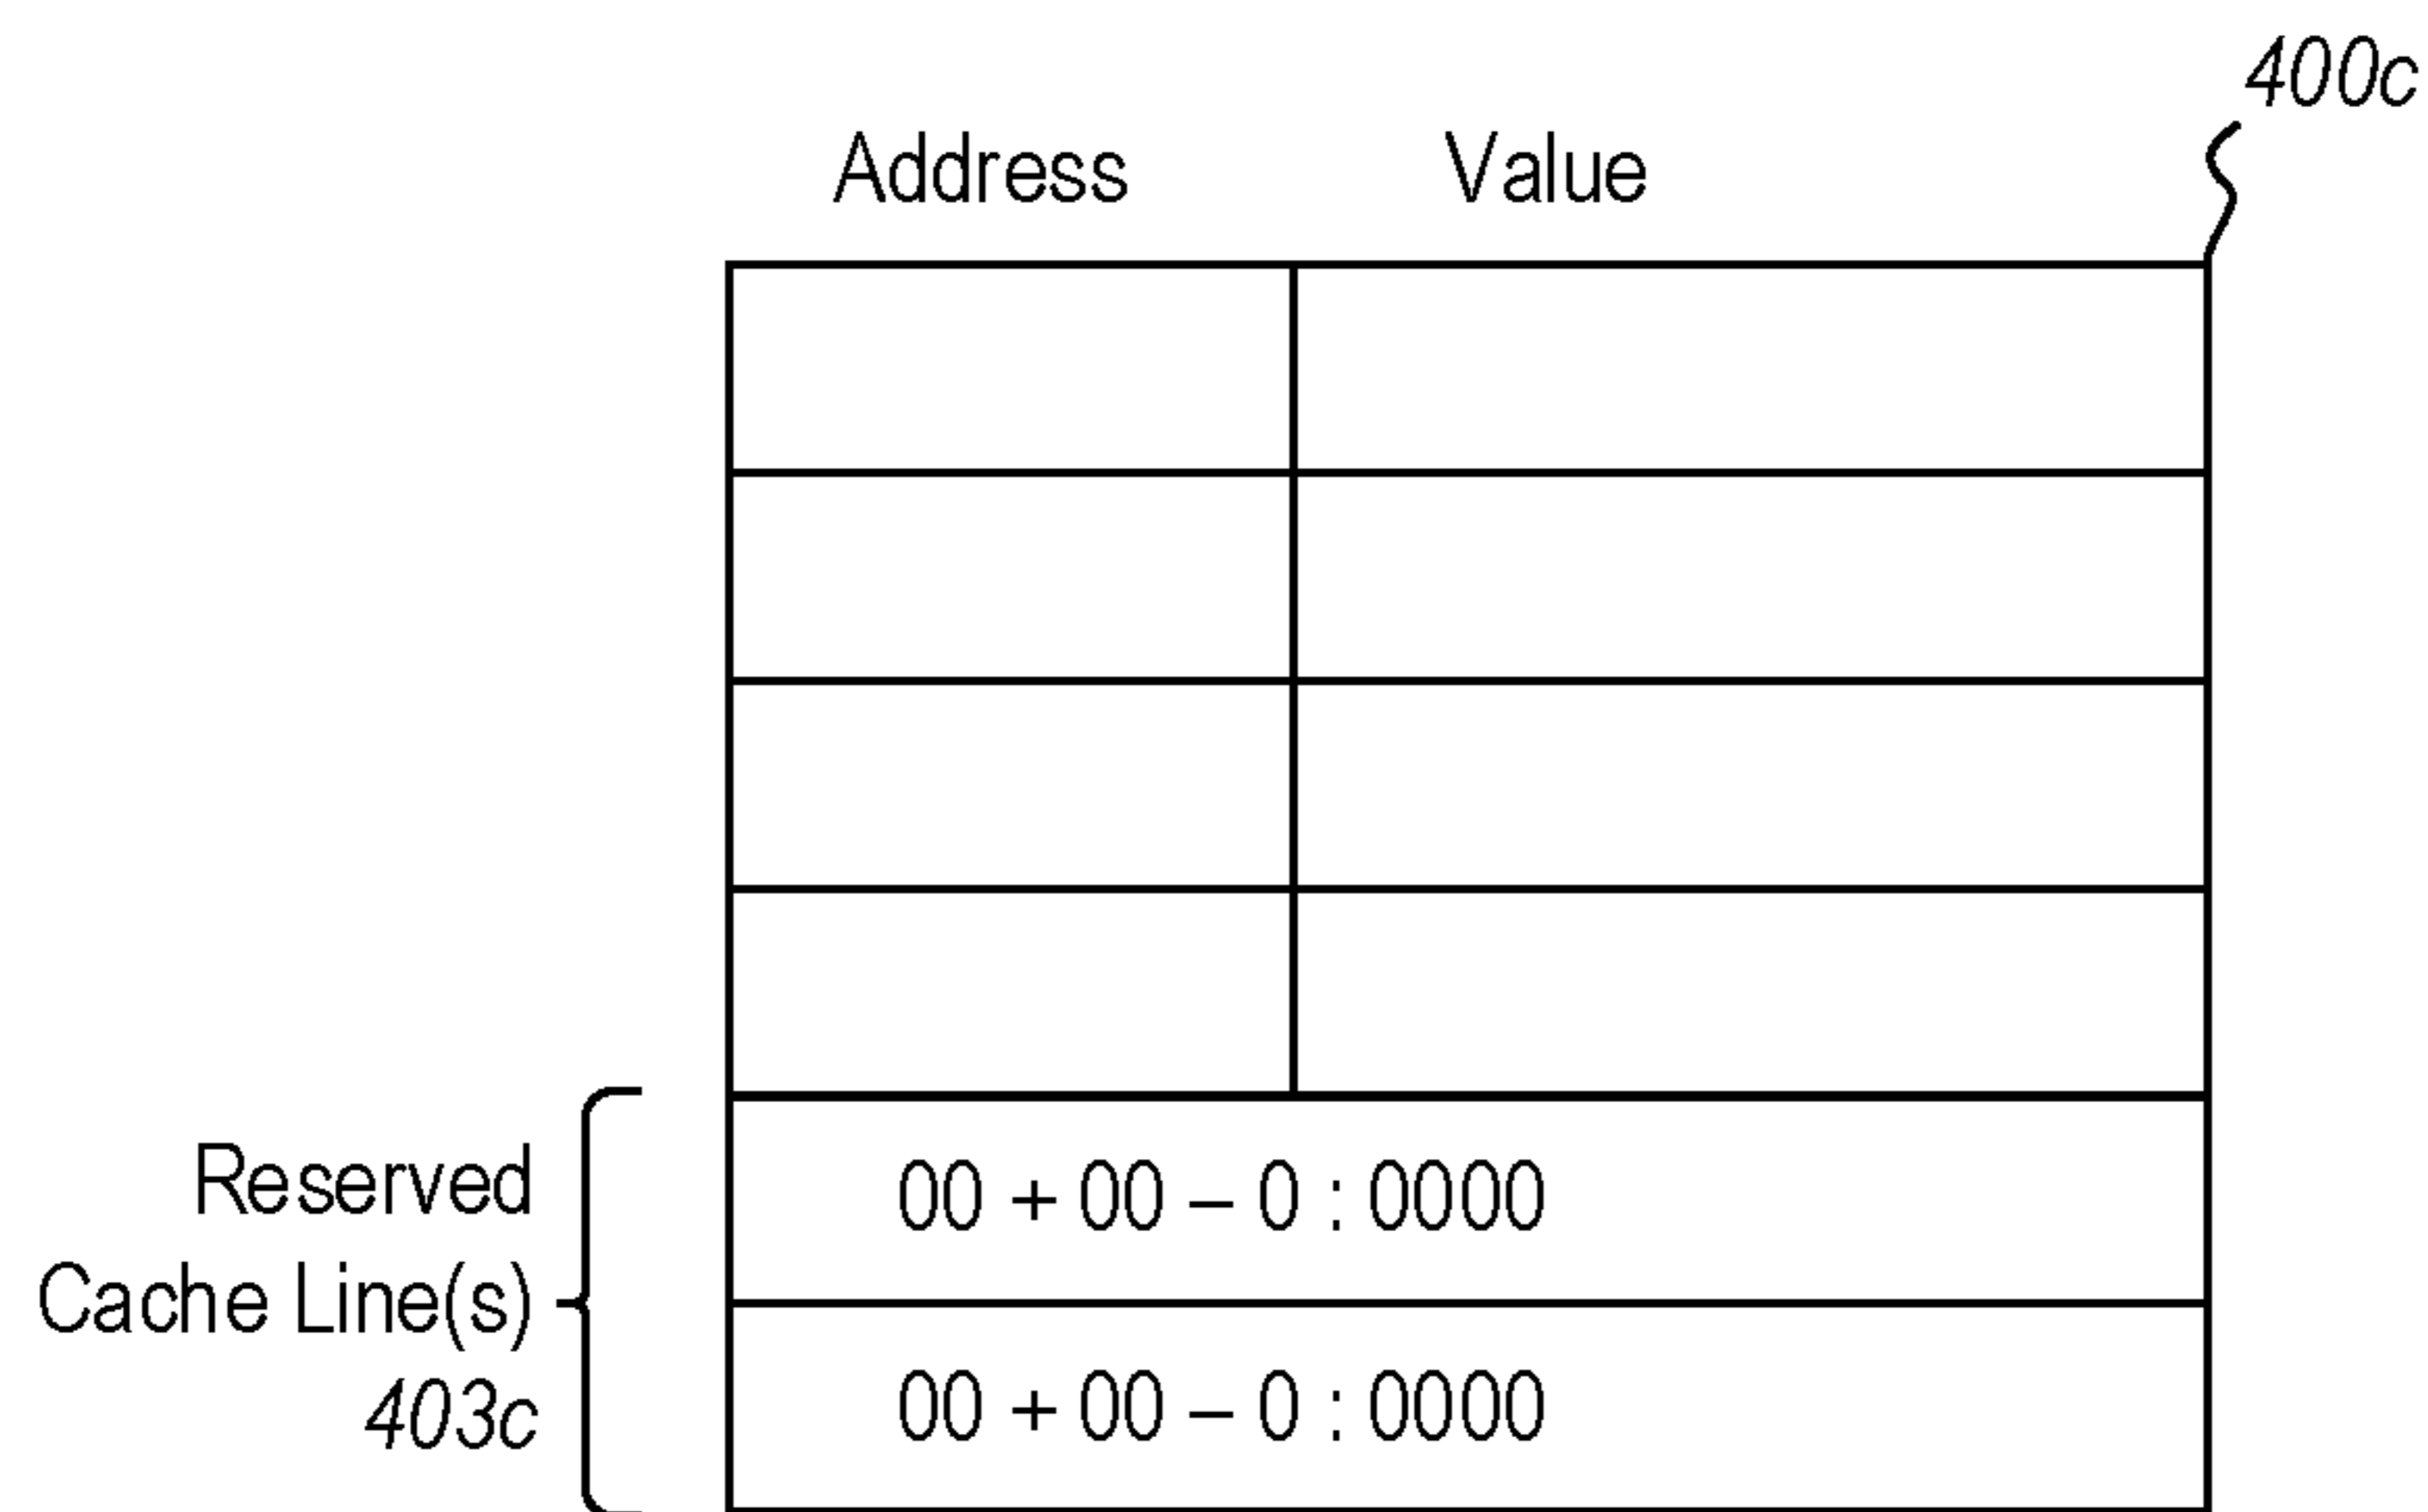 400c
Address Value
00 + 00 – 0 : 0000
00 + 00 – 0 : 0000
Reserved
Cache Line(s)
403c